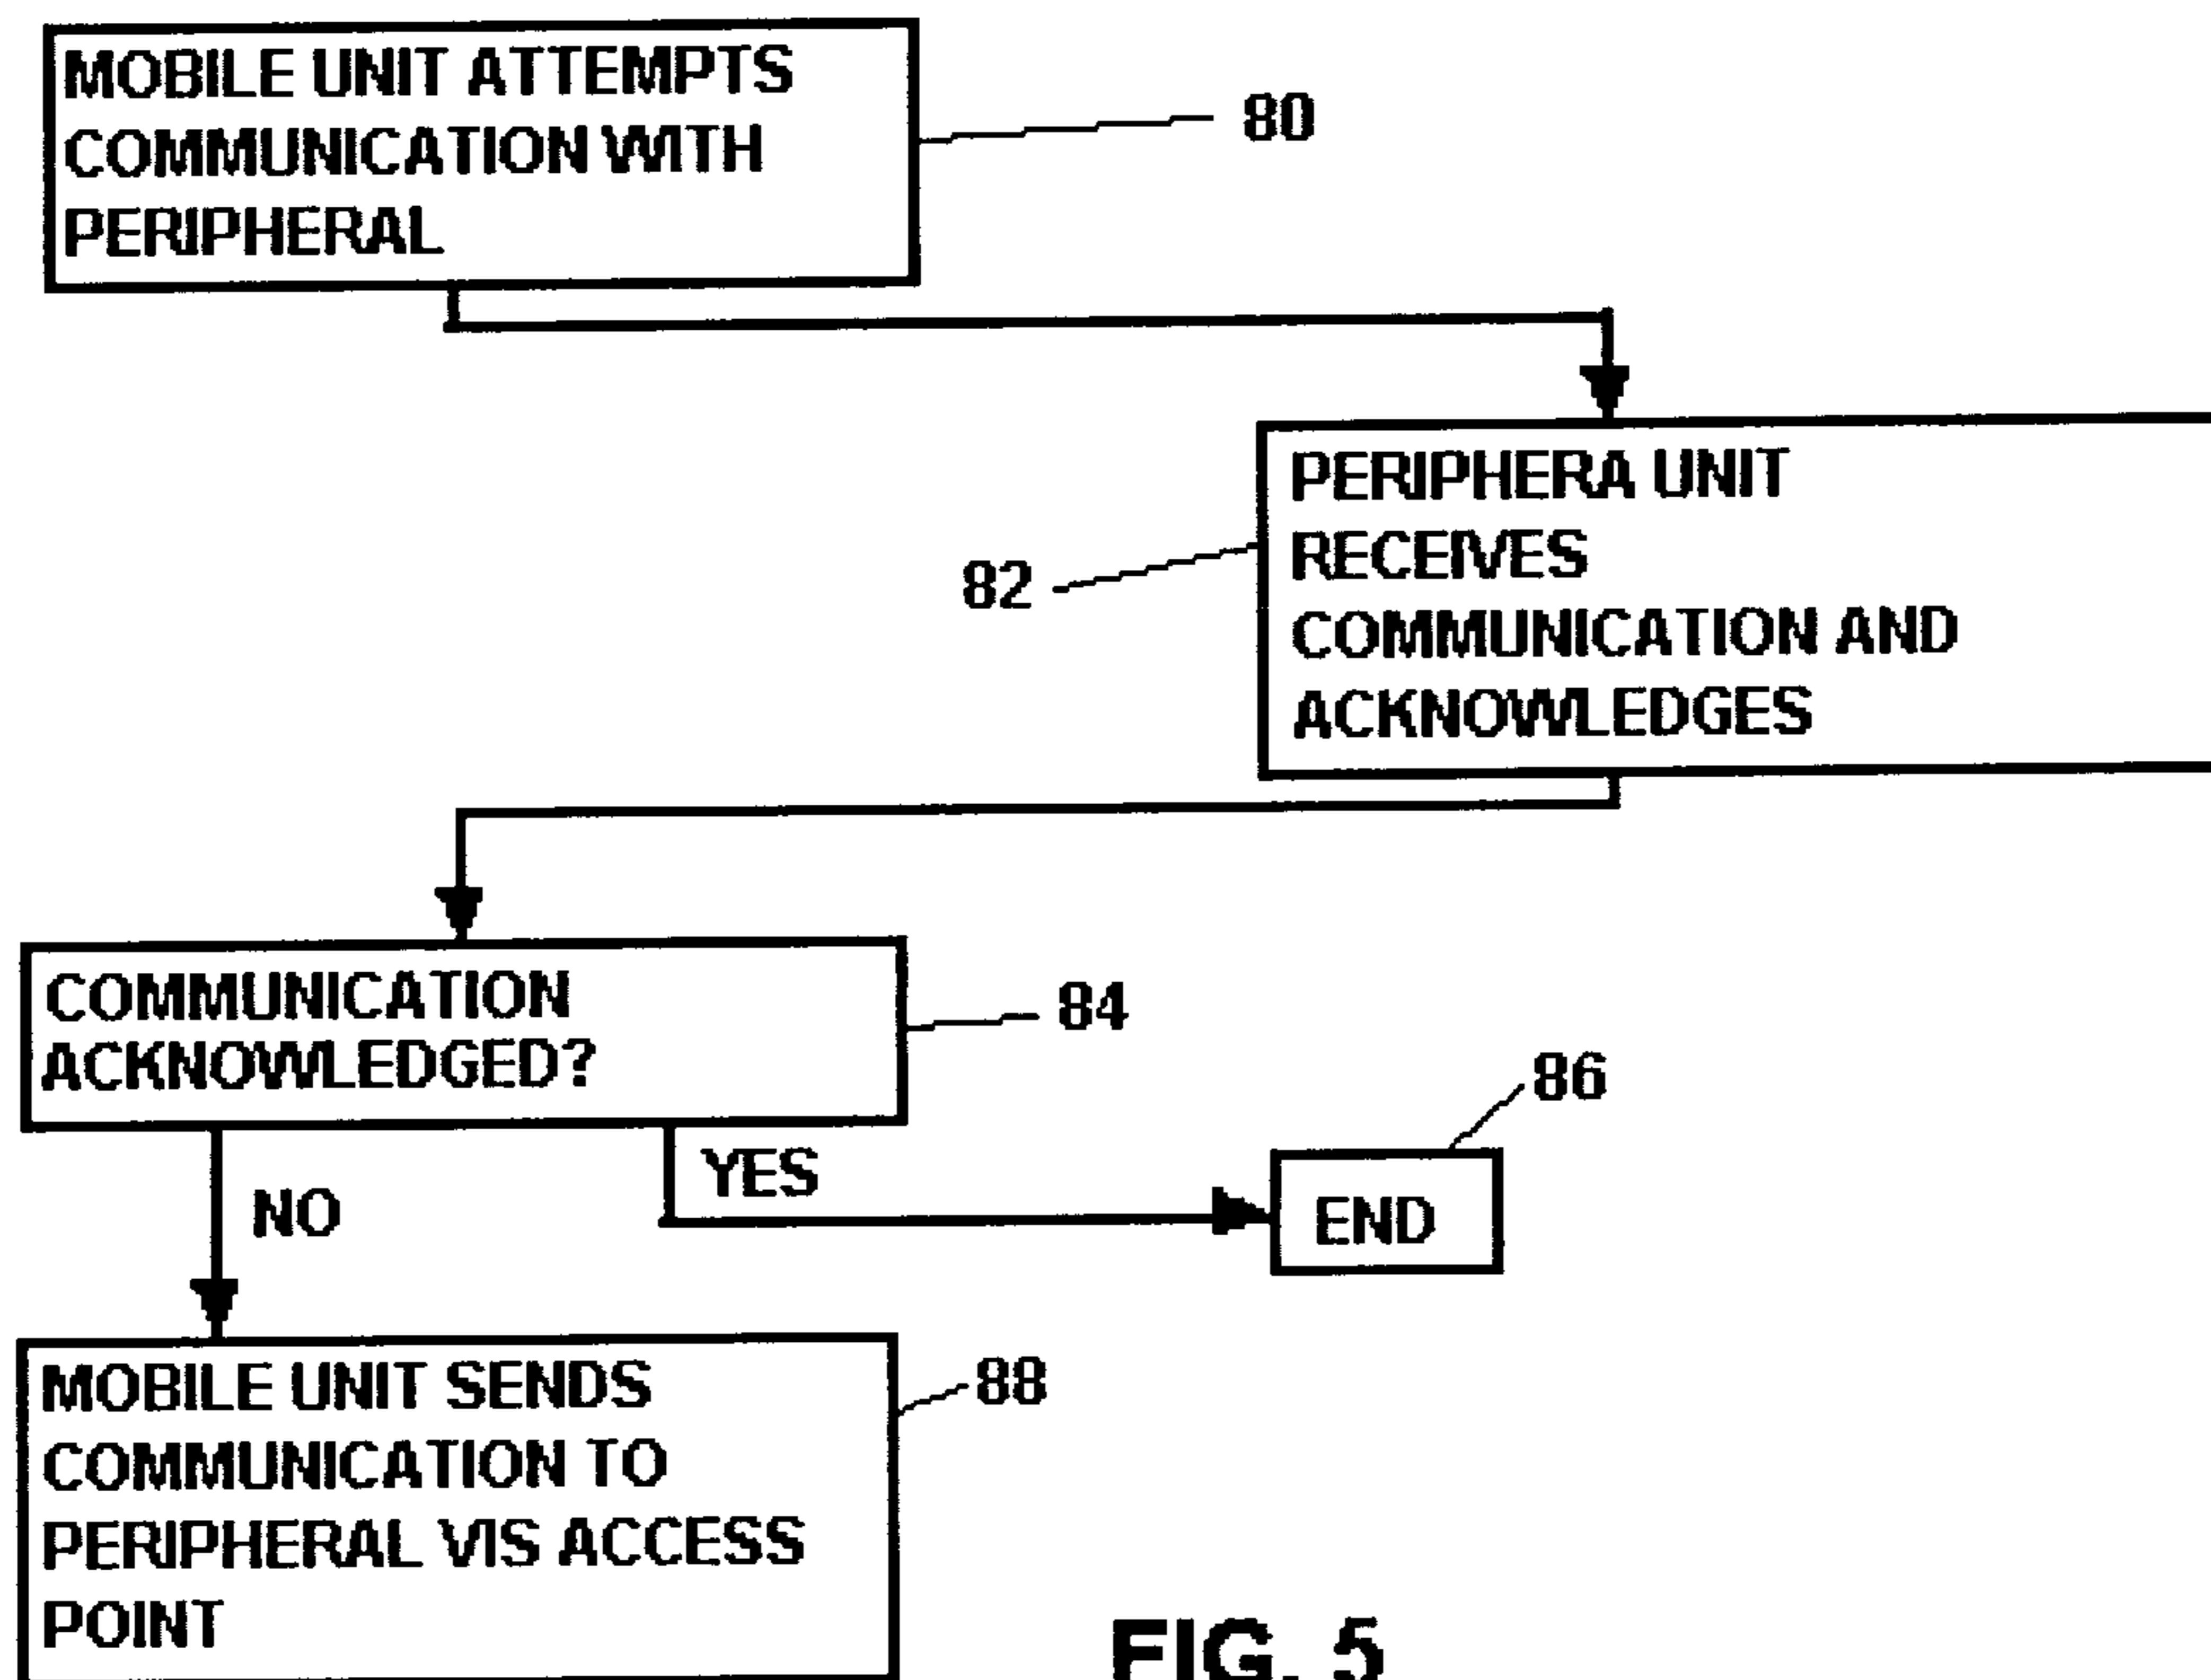 MOBILE UNIT ATTEMPTS
COMMUNICATION WITH
PERIPHERAL
80
PERIPHERA UNIT
RECEIVES
COMMUNICATION AND
ACKNOWLEDGES
82
COMMUNICATION
ACKNOWLEDGED?
84
86
YES
NO
END
MOBILE UNIT SENDS
COMMUNICATION TO
PERIPHERAL VIS ACCESS
POINT
88
FIG. 5